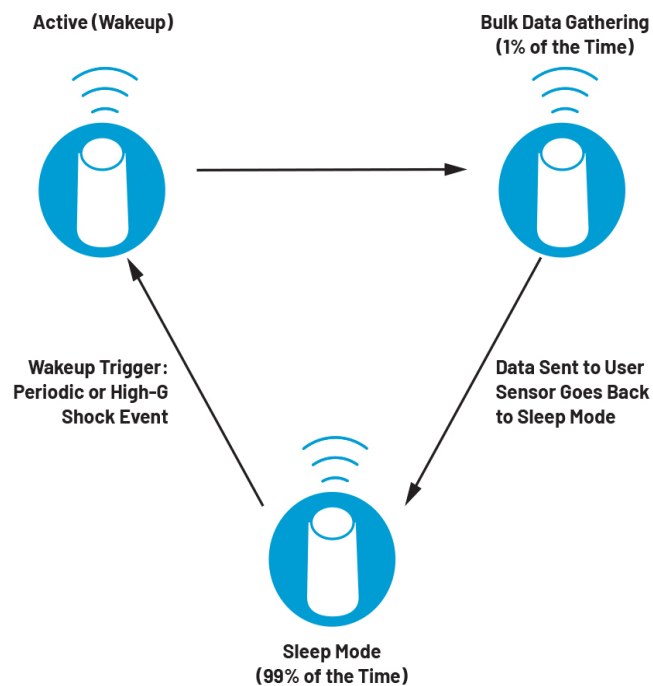 Active (Wakeup)
Bulk Data Gathering
(1% of the Time)
Wakeup Trigger:
Periodic or High-G
Shock Event
Data Sent to User
Sensor Goes Back
to Sleep Mode
Sleep Mode
(99% of the Time)